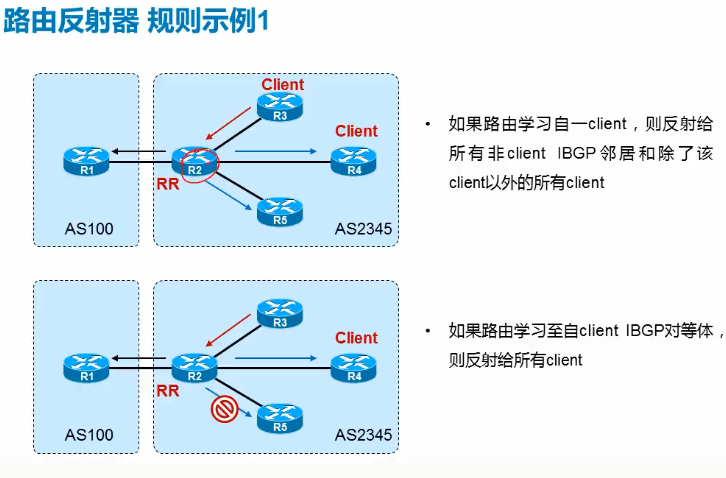 路由反射器 规则示例1
Client
R3
Client
R1
R2
R4
RR
R5
AS100
AS2345
• 如果路由学习自一client，则反射给
所有非client IBGP邻居和除了该
client以外的所有client
R3
Client
R1
R2
R4
RR
R5
AS100
AS2345
• 如果路由学习至自client IBGP对等体，
则反射给所有client